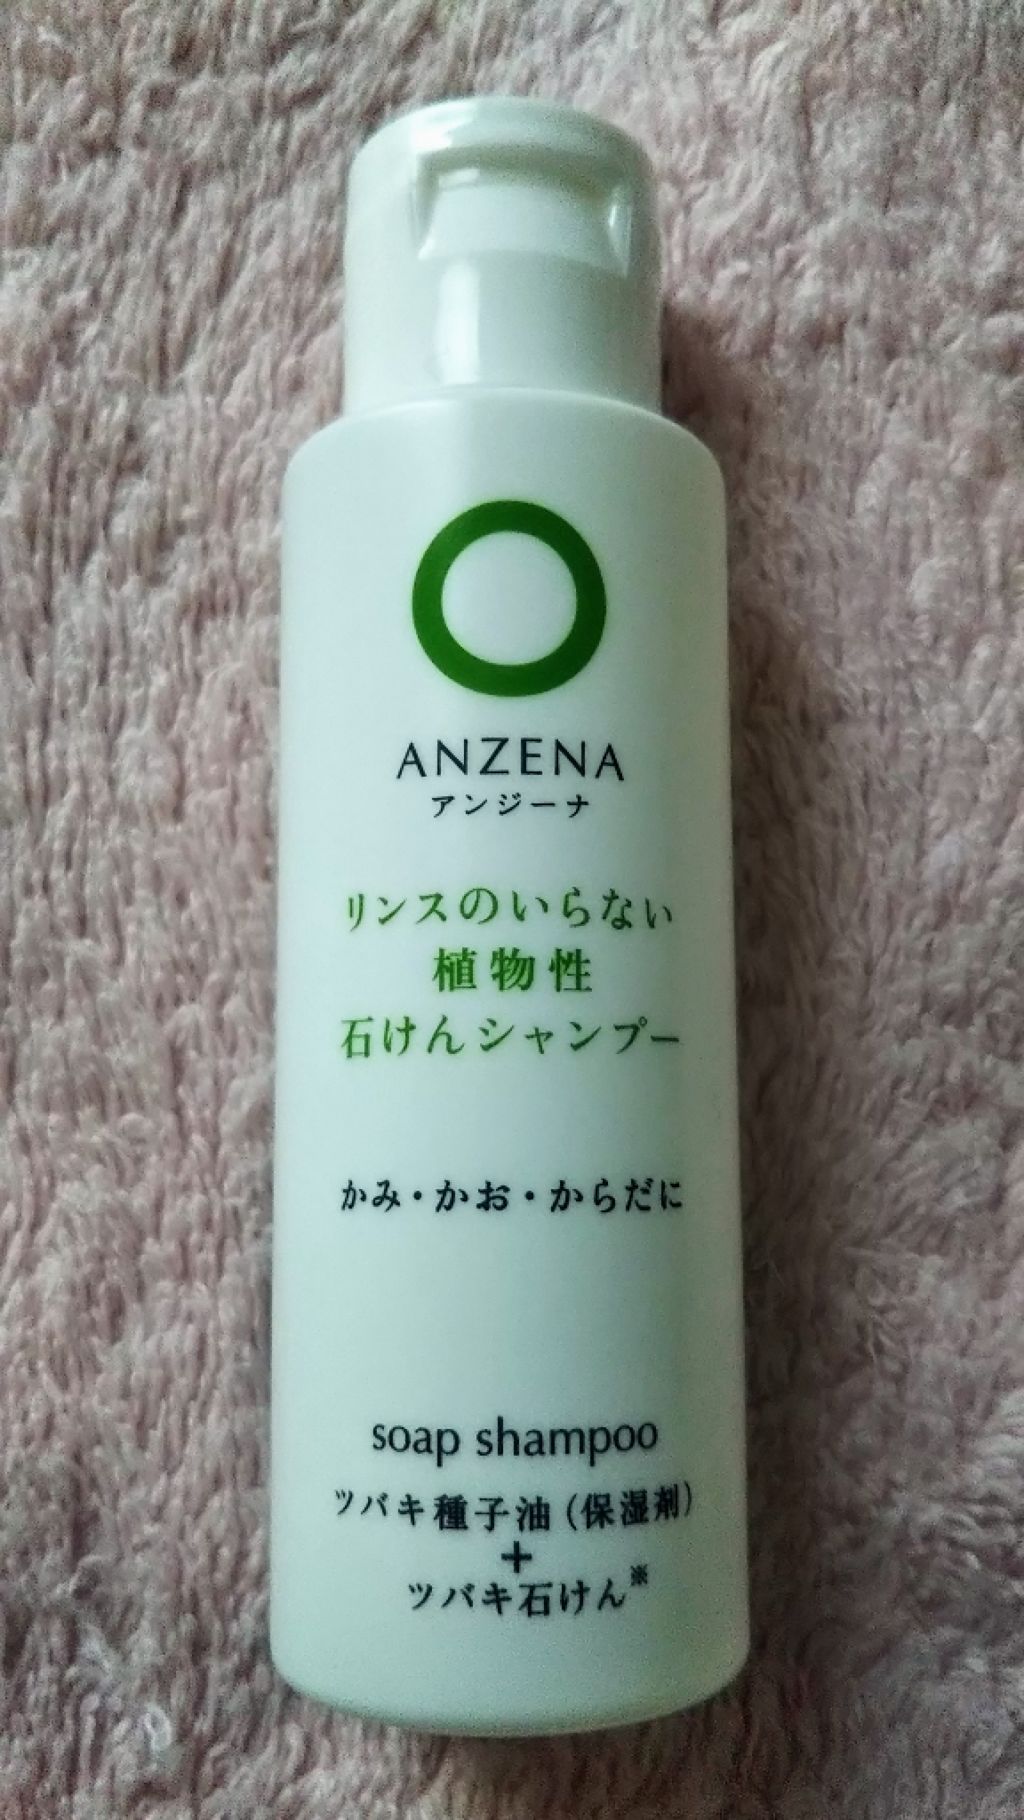 ANZENA
アンジーナ
リンスのいらない
植物性
石けんシャンプー
かみ・かお・からだに
soap shampoo
ツバキ種子油(保湿剤)
+
ツバキ石けん※